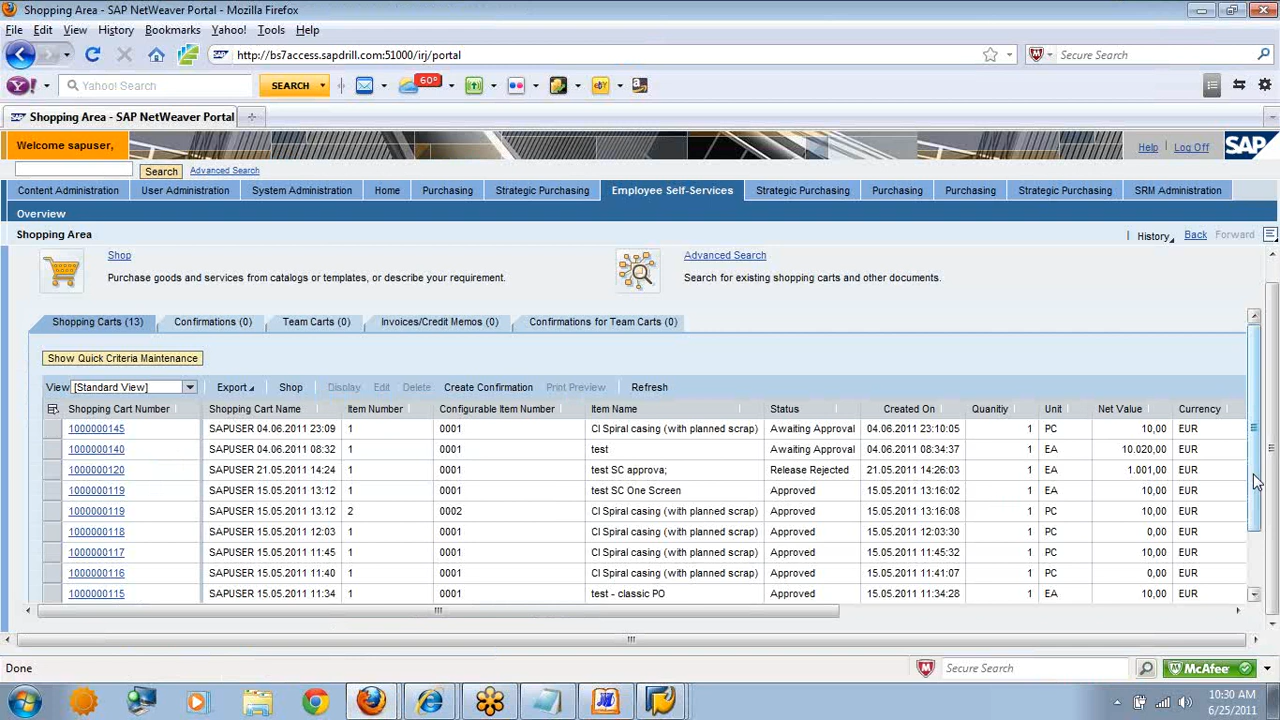 Shopping Area - SAP NetWeaver Portal - Mozilla Firefox
File Edit View History Bookmarks Yahoo! Tools Help
http://bs7access.sapdrill.com:51000/irj/portal Secure Search
Y! Yahoo! Search SEARCH 60°
Shopping Area - SAP NetWeaver Portal
Welcome sapuser, Help Log Off SAP
Search Advanced Search
Content Administration User Administration System Administration Home Purchasing Strategic Purchasing Employee Self-Services Strategic Purchasing Purchasing Purchasing Strategic Purchasing SRM Administration
Overview
Shopping Area History Back Forward
Shop Advanced Search
Purchase goods and services from catalogs or templates, or describe your requirement. Search for existing shopping carts and other documents.
Shopping Carts (13) Confirmations (0) Team Carts (0) Invoices/Credit Memos (0) Confirmations for Team Carts (0)
Show Quick Criteria Maintenance
View [Standard View] Export Shop Display Edit Delete Create Confirmation Print Preview Refresh
Shopping Cart Number Shopping Cart Name Item Number Configurable Item Number Item Name Status Created On Quantitiy Unit Net Value Currency
1000000145 SAPUSER 04.06.2011 23:09 1 0001 CI Spiral casing (with planned scrap) Awaiting Approval 04.06.2011 23:10:05 1 PC 10,00 EUR
1000000140 SAPUSER 04.06.2011 08:32 1 0001 test Awaiting Approval 04.06.2011 08:34:37 1 EA 10.020,00 EUR
1000000120 SAPUSER 21.05.2011 14:24 1 0001 test SC approva; Release Rejected 21.05.2011 14:26:03 1 EA 1.001,00 EUR
1000000119 SAPUSER 15.05.2011 13:12 1 0001 test SC One Screen Approved 15.05.2011 13:16:02 1 EA 10,00 EUR
1000000119 SAPUSER 15.05.2011 13:12 2 0002 CI Spiral casing (with planned scrap) Approved 15.05.2011 13:16:08 1 PC 10,00 EUR
1000000118 SAPUSER 15.05.2011 12:03 1 0001 CI Spiral casing (with planned scrap) Approved 15.05.2011 12:03:30 1 PC 0,00 EUR
1000000117 SAPUSER 15.05.2011 11:45 1 0001 CI Spiral casing (with planned scrap) Approved 15.05.2011 11:45:32 1 PC 0,00 EUR
1000000116 SAPUSER 15.05.2011 11:40 1 0001 CI Spiral casing (with planned scrap) Approved 15.05.2011 11:41:07 1 PC 0,00 EUR
1000000115 SAPUSER 15.05.2011 11:34 1 0001 test - classic PO Approved 15.05.2011 11:34:28 1 EA 10,00 EUR
Done Secure Search McAfee
10:30 AM
6/25/2011